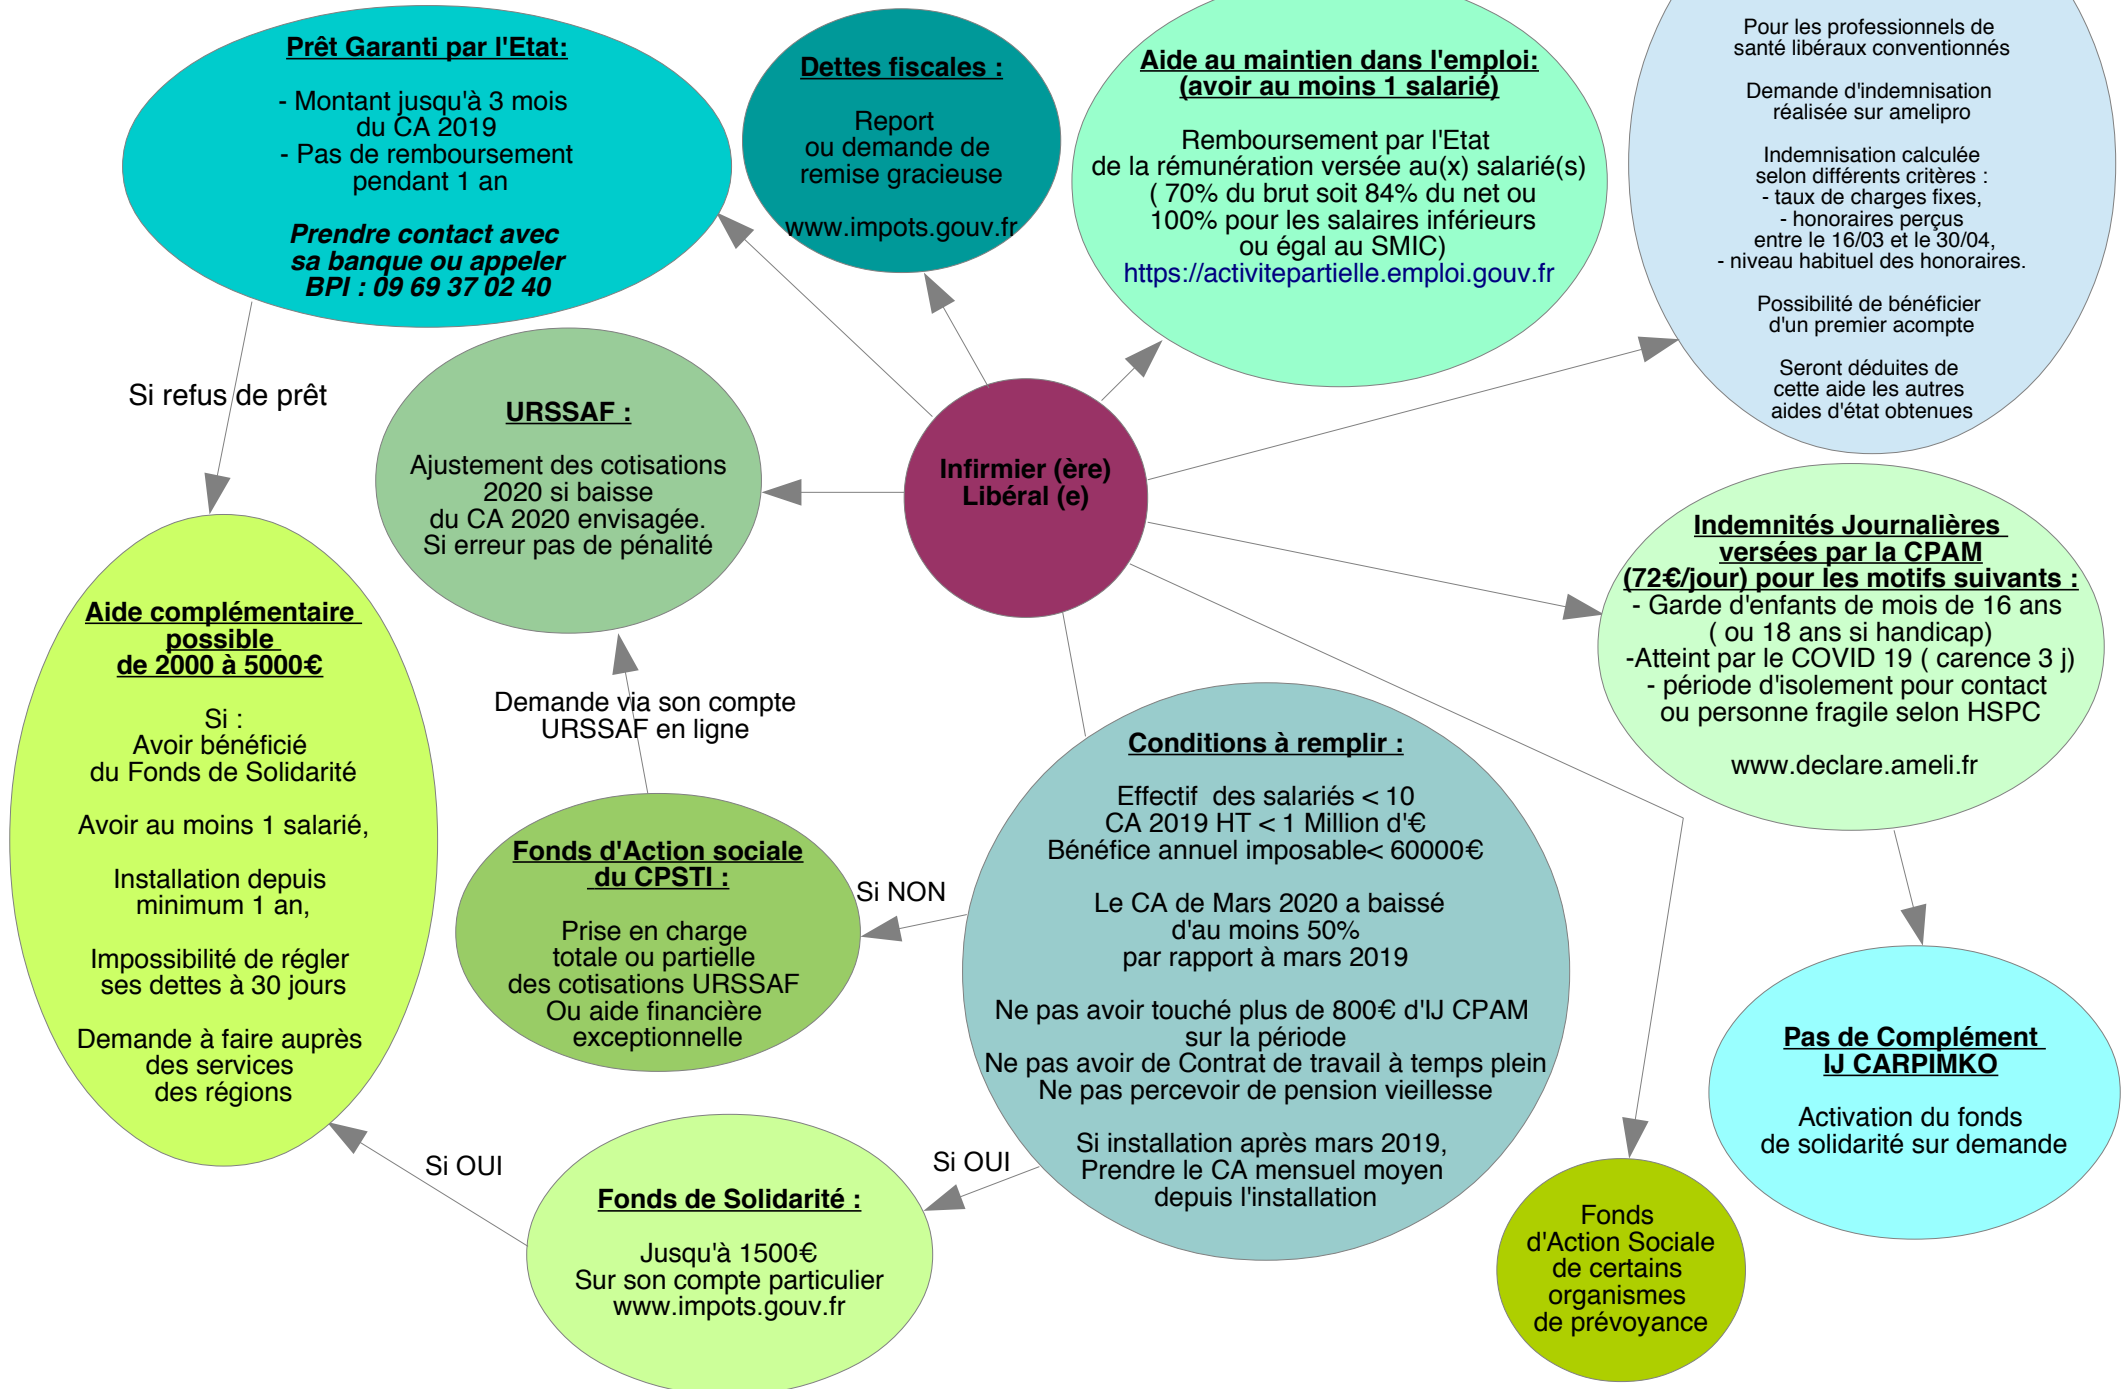 Prêt Garanti par l'Etat:
- Montant jusqu'à 3 mois
du CA 2019
- Pas de remboursement
pendant 1 an
Prendre contact avec
sa banque ou appeler
BPI : 09 69 37 02 40
Dettes fiscales :
Report
ou demande de
remise gracieuse
www.impots.gouv.fr
Aide au maintien dans l'emploi:
(avoir au moins 1 salarié)
Remboursement par l'Etat
de la rémunération versée au(x) salarié(s)
( 70% du brut soit 84% du net ou
100% pour les salaires inférieurs
ou égal au SMIC)
https://activitepartielle.emploi.gouv.fr
Pour les professionnels de
santé libéraux conventionnés
Demande d'indemnisation
réalisée sur amelipro
Indemnisation calculée
selon différents critères :
- taux de charges fixes,
- honoraires perçus
entre le 16/03 et le 30/04,
- niveau habituel des honoraires.
Possibilité de bénéficier
d'un premier acompte
Seront déduites de
cette aide les autres
aides d'état obtenues
Si refus de prêt
URSSAF :
Ajustement des cotisations
2020 si baisse
du CA 2020 envisagée.
Si erreur pas de pénalité
Infirmier (ère)
Libéral (e)
Indemnités Journalières
versées par la CPAM
(72€/jour) pour les motifs suivants :
- Garde d'enfants de mois de 16 ans
( ou 18 ans si handicap)
-Atteint par le COVID 19 ( carence 3 j)
- période d'isolement pour contact
ou personne fragile selon HSPC
www.declare.ameli.fr
Aide complémentaire
possible
de 2000 à 5000€
Si :
Avoir bénéficié
du Fonds de Solidarité
Avoir au moins 1 salarié,
Installation depuis
minimum 1 an,
Impossibilité de régler
ses dettes à 30 jours
Demande à faire auprès
des services
des régions
Demande via son compte
URSSAF en ligne
Fonds d'Action sociale
du CPSTI :
Prise en charge
totale ou partielle
des cotisations URSSAF
Ou aide financière
exceptionnelle
Si NON
Conditions à remplir :
Effectif des salariés < 10
CA 2019 HT < 1 Million d'€
Bénéfice annuel imposable< 60000€
Le CA de Mars 2020 a baissé
d'au moins 50%
par rapport à mars 2019
Ne pas avoir touché plus de 800€ d'IJ CPAM
sur la période
Ne pas avoir de Contrat de travail à temps plein
Ne pas percevoir de pension vieillesse
Si installation après mars 2019,
Prendre le CA mensuel moyen
depuis l'installation
Pas de Complément
IJ CARPIMKO
Activation du fonds
de solidarité sur demande
Si OUI
Si OUI
Fonds de Solidarité :
Jusqu'à 1500€
Sur son compte particulier
www.impots.gouv.fr
Fonds
d'Action Sociale
de certains
organismes
de prévoyance